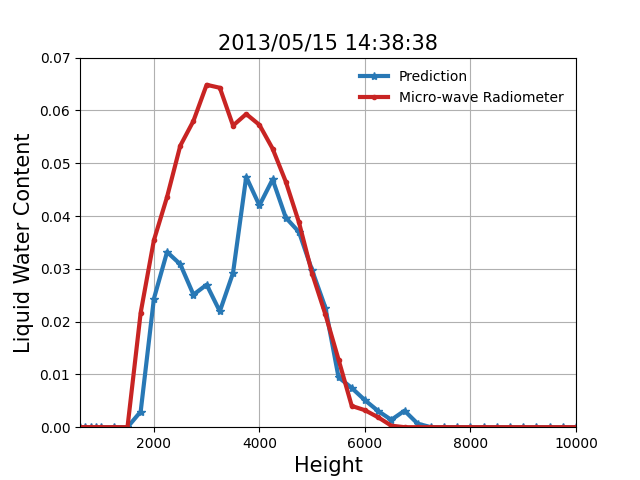 2013/05/15 14:38:38
Prediction
Micro-wave Radiometer
Liquid Water Content
0.07
0.06
0.05
0.04
0.03
0.02
0.01
0.00
2000 4000 6000 8000 10000
Height